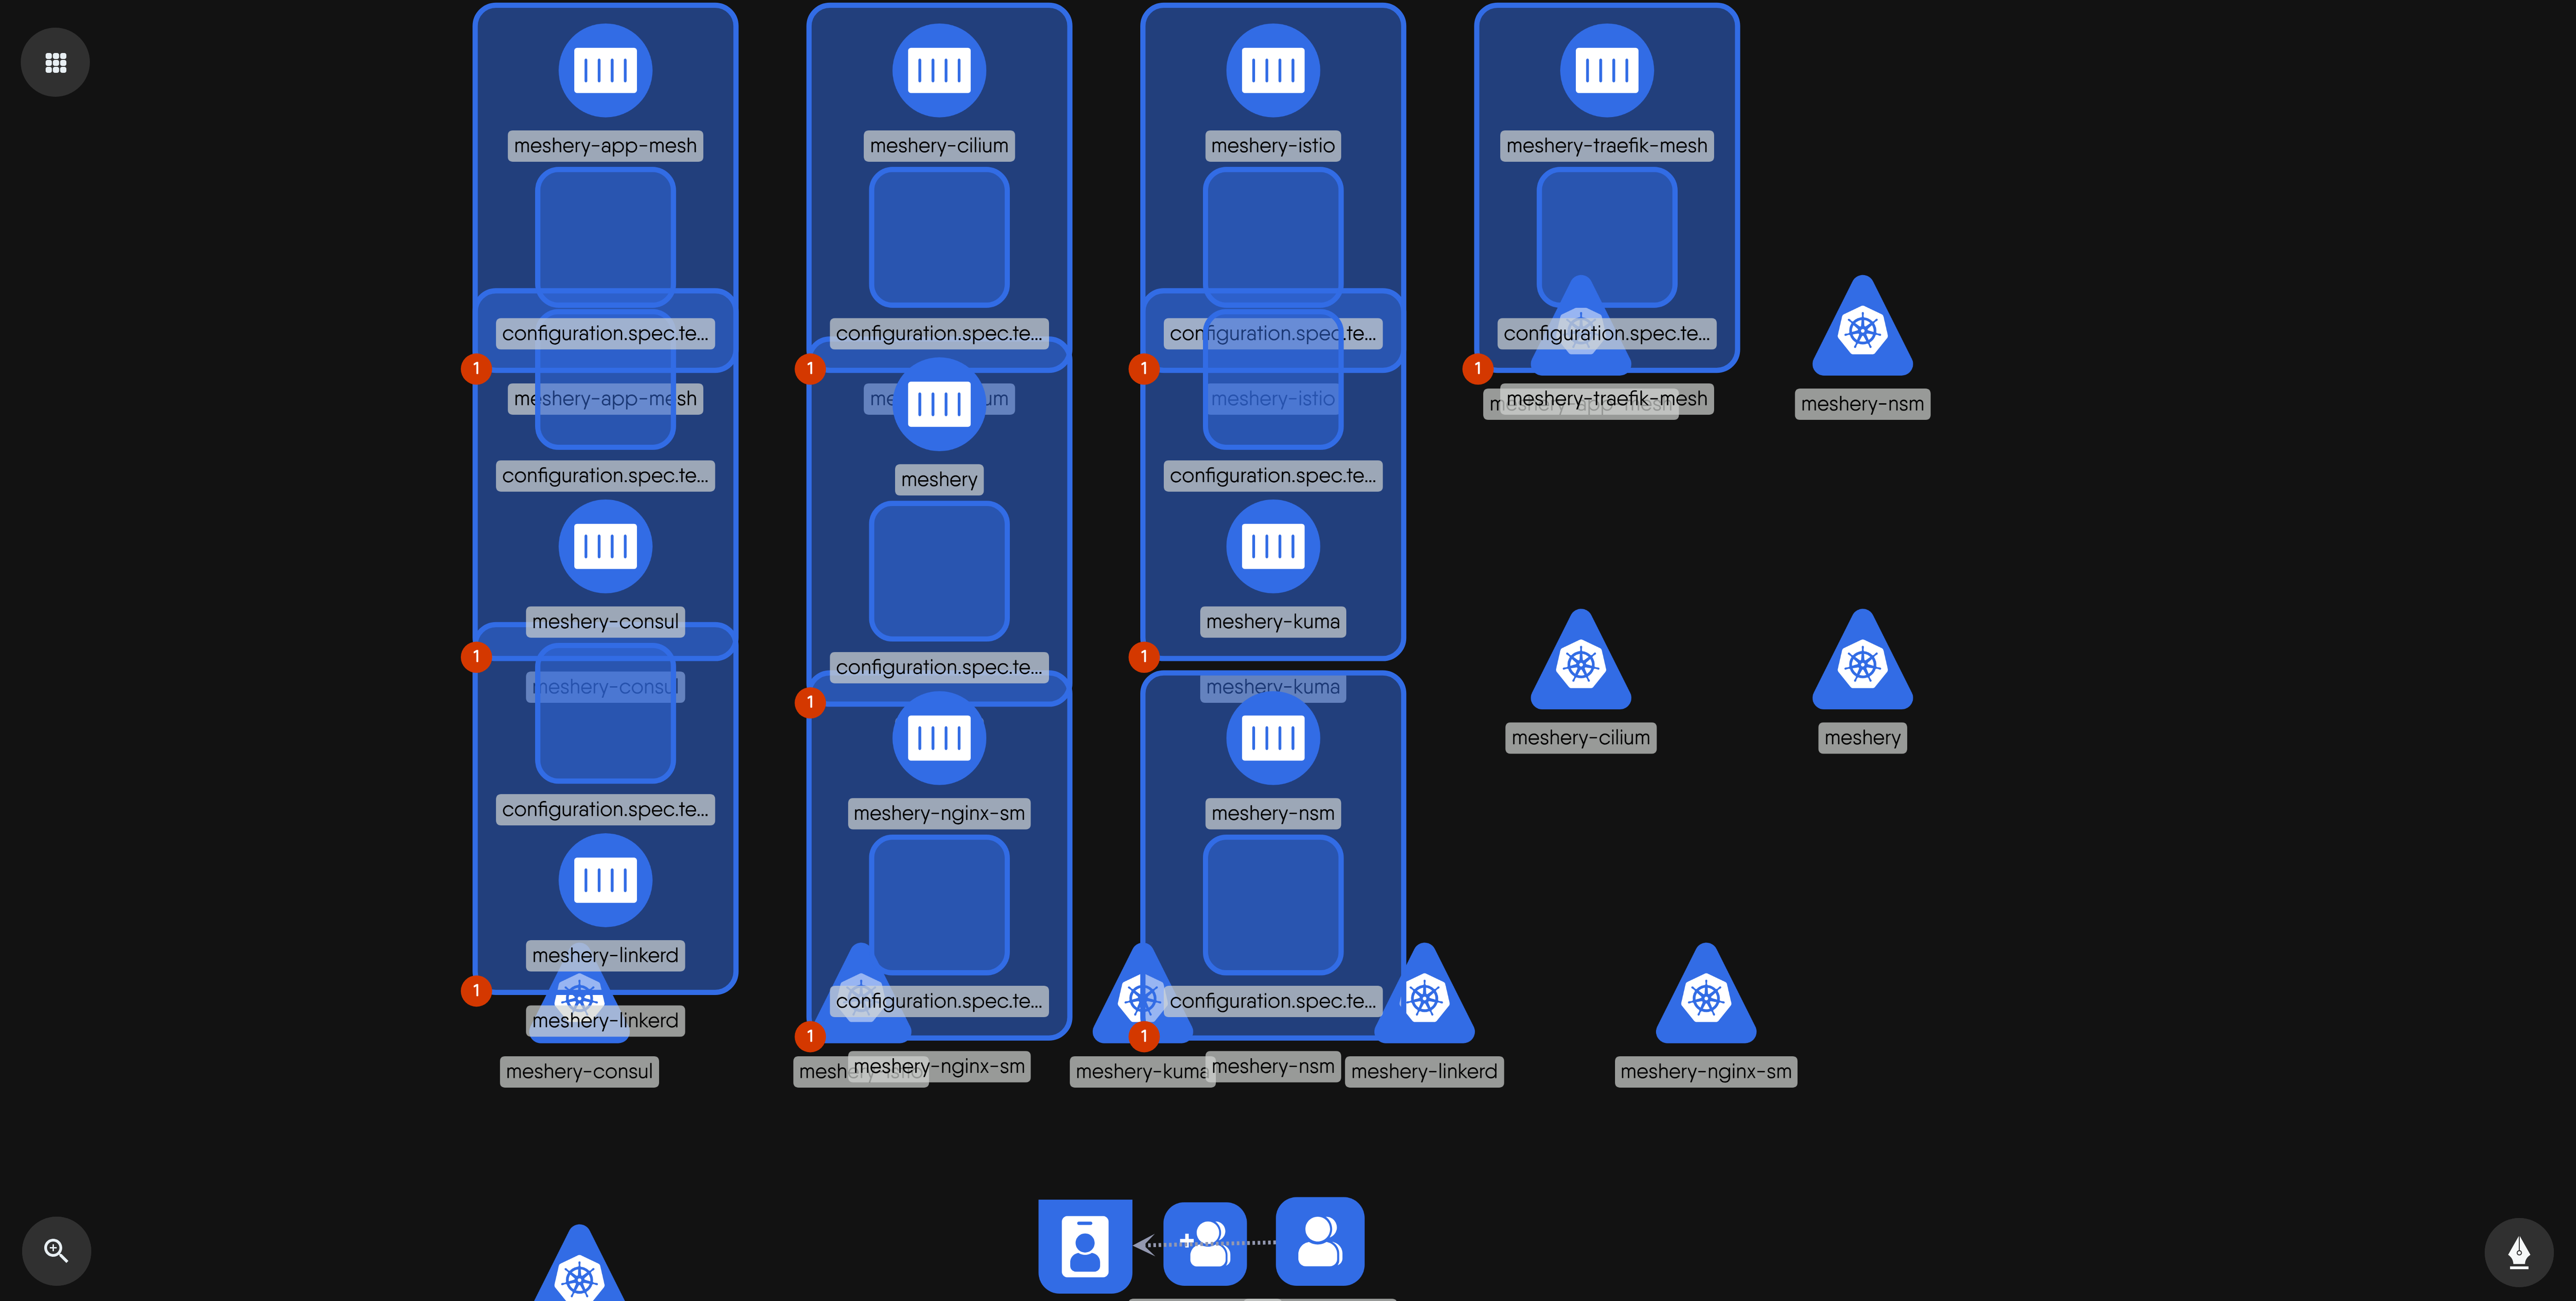 meshery-app-mesh
meshery-cilium
meshery-istio
meshery-traefik-mesh
configuration.spec.te...
configuration.spec.te...
configuration.spec.te...
configuration.spec.te...
1
1
1
1
meshery-app-mesh
meshery-istio
meshery-traefik-mesh
meshery-app-mesh
meshery-nsm
configuration.spec.te...
meshery
configuration.spec.te...
meshery-consul
meshery-kuma
1
configuration.spec.te...
1
meshery-consul
meshery-kuma
1
meshery-cilium
meshery
configuration.spec.te...
meshery-nginx-sm
meshery-nsm
meshery-linkerd
1
configuration.spec.te...
configuration.spec.te...
meshery-linkerd
1
1
meshery-consul
meshery-nginx-sm
meshery-kuma
meshery-nsm
meshery-linkerd
meshery-nginx-sm